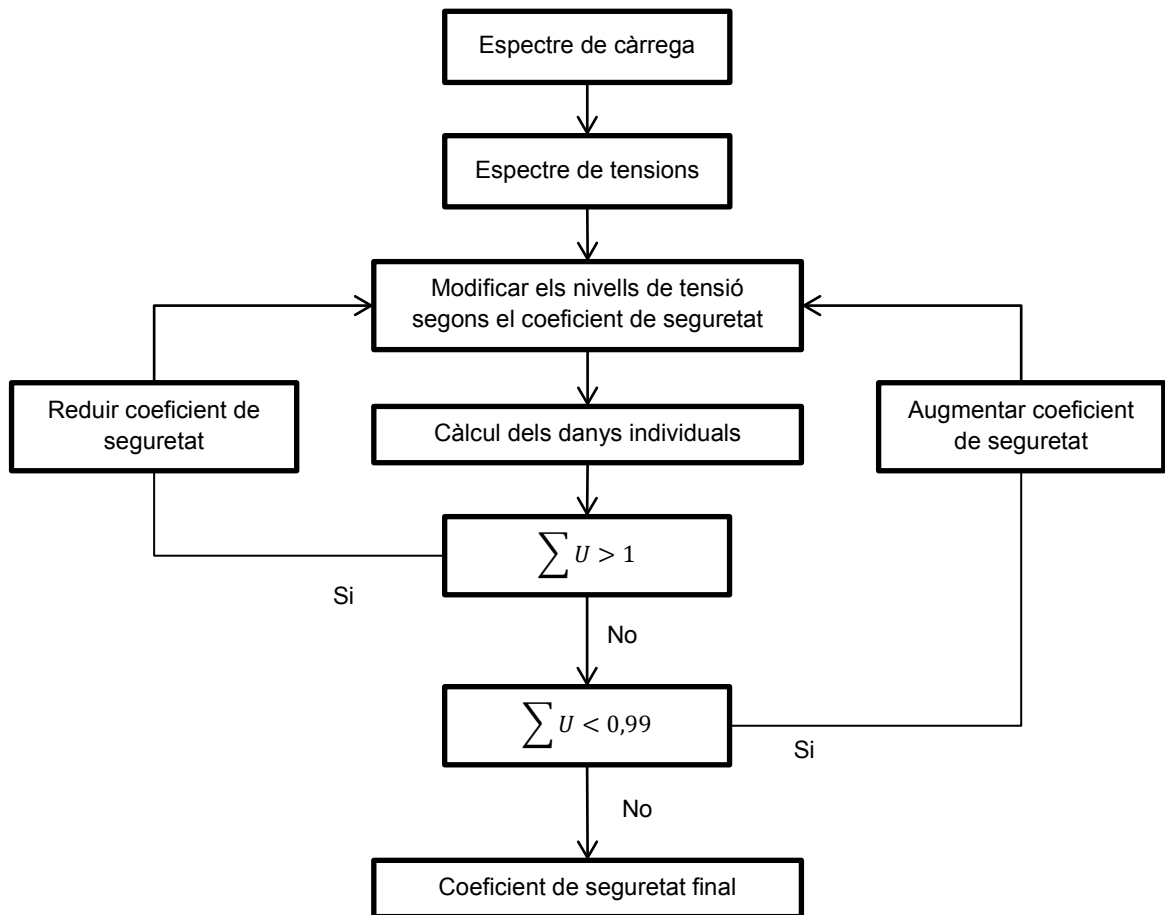 Espectre de càrrega
Espectre de tensions
Modificar els nivells de tensió
segons el coeficient de seguretat
Reduir coeficient de
seguretat
Càlcul dels danys individuals
Augmentar coeficient
de seguretat
∑ U > 1
Si
No
∑ U < 0,99
Si
No
Coeficient de seguretat final